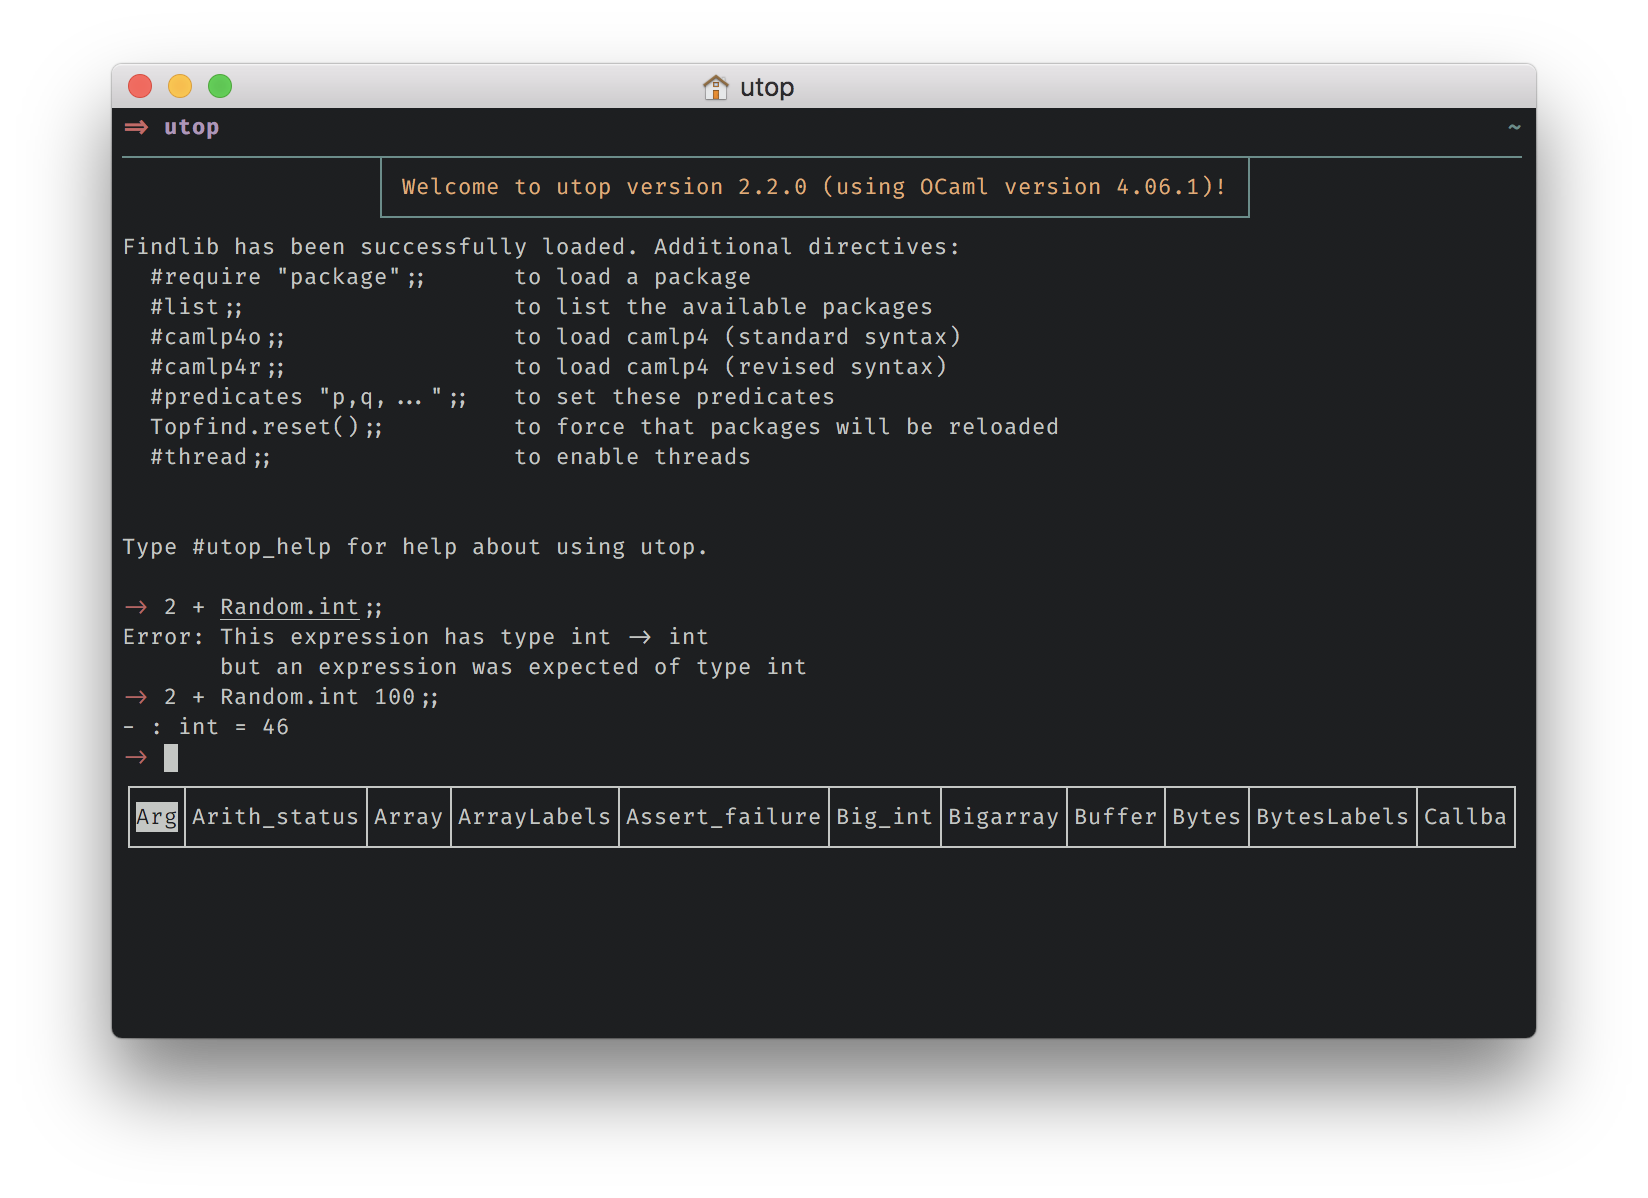 utop
⇒ utop ~
Welcome to utop version 2.2.0 (using OCaml version 4.06.1)!
Findlib has been successfully loaded. Additional directives:
  #require "package";;      to load a package
  #list;;                   to list the available packages
  #camlp4o;;                to load camlp4 (standard syntax)
  #camlp4r;;                to load camlp4 (revised syntax)
  #predicates "p,q,...";;   to set these predicates
  Topfind.reset();;         to force that packages will be reloaded
  #thread;;                 to enable threads
Type #utop_help for help about using utop.
→ 2 + Random.int;;
Error: This expression has type int → int
       but an expression was expected of type int
→ 2 + Random.int 100;;
- : int = 46
→
Arg Arith_status Array ArrayLabels Assert_failure Big_int Bigarray Buffer Bytes BytesLabels Callba